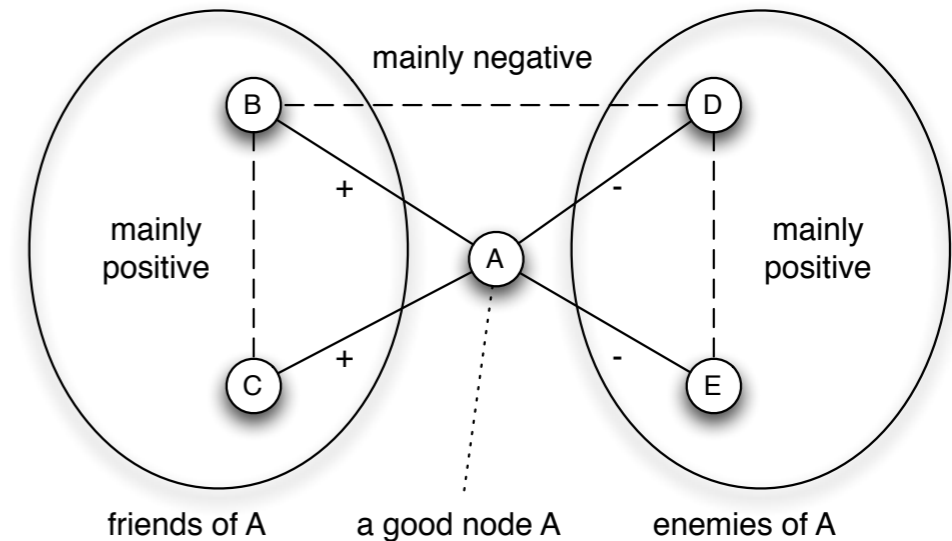 mainly negative
B
D
+
-
mainly
positive
A
mainly
positive
+
-
C
E
friends of A
a good node A
enemies of A